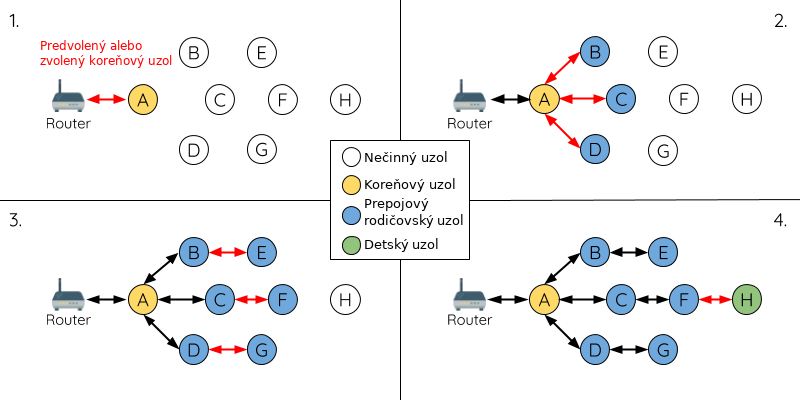 1.
Predvolený alebo
zvolený koreňový uzol
B
E
A
C
F
H
Router
D
G
2.
B
E
A
C
F
H
Router
D
G
Nečinný uzol
Koreňový uzol
Prepojový
rodičovský uzol
Detský uzol
3.
B
E
A
C
F
H
Router
D
G
4.
B
E
A
C
F
H
Router
D
G